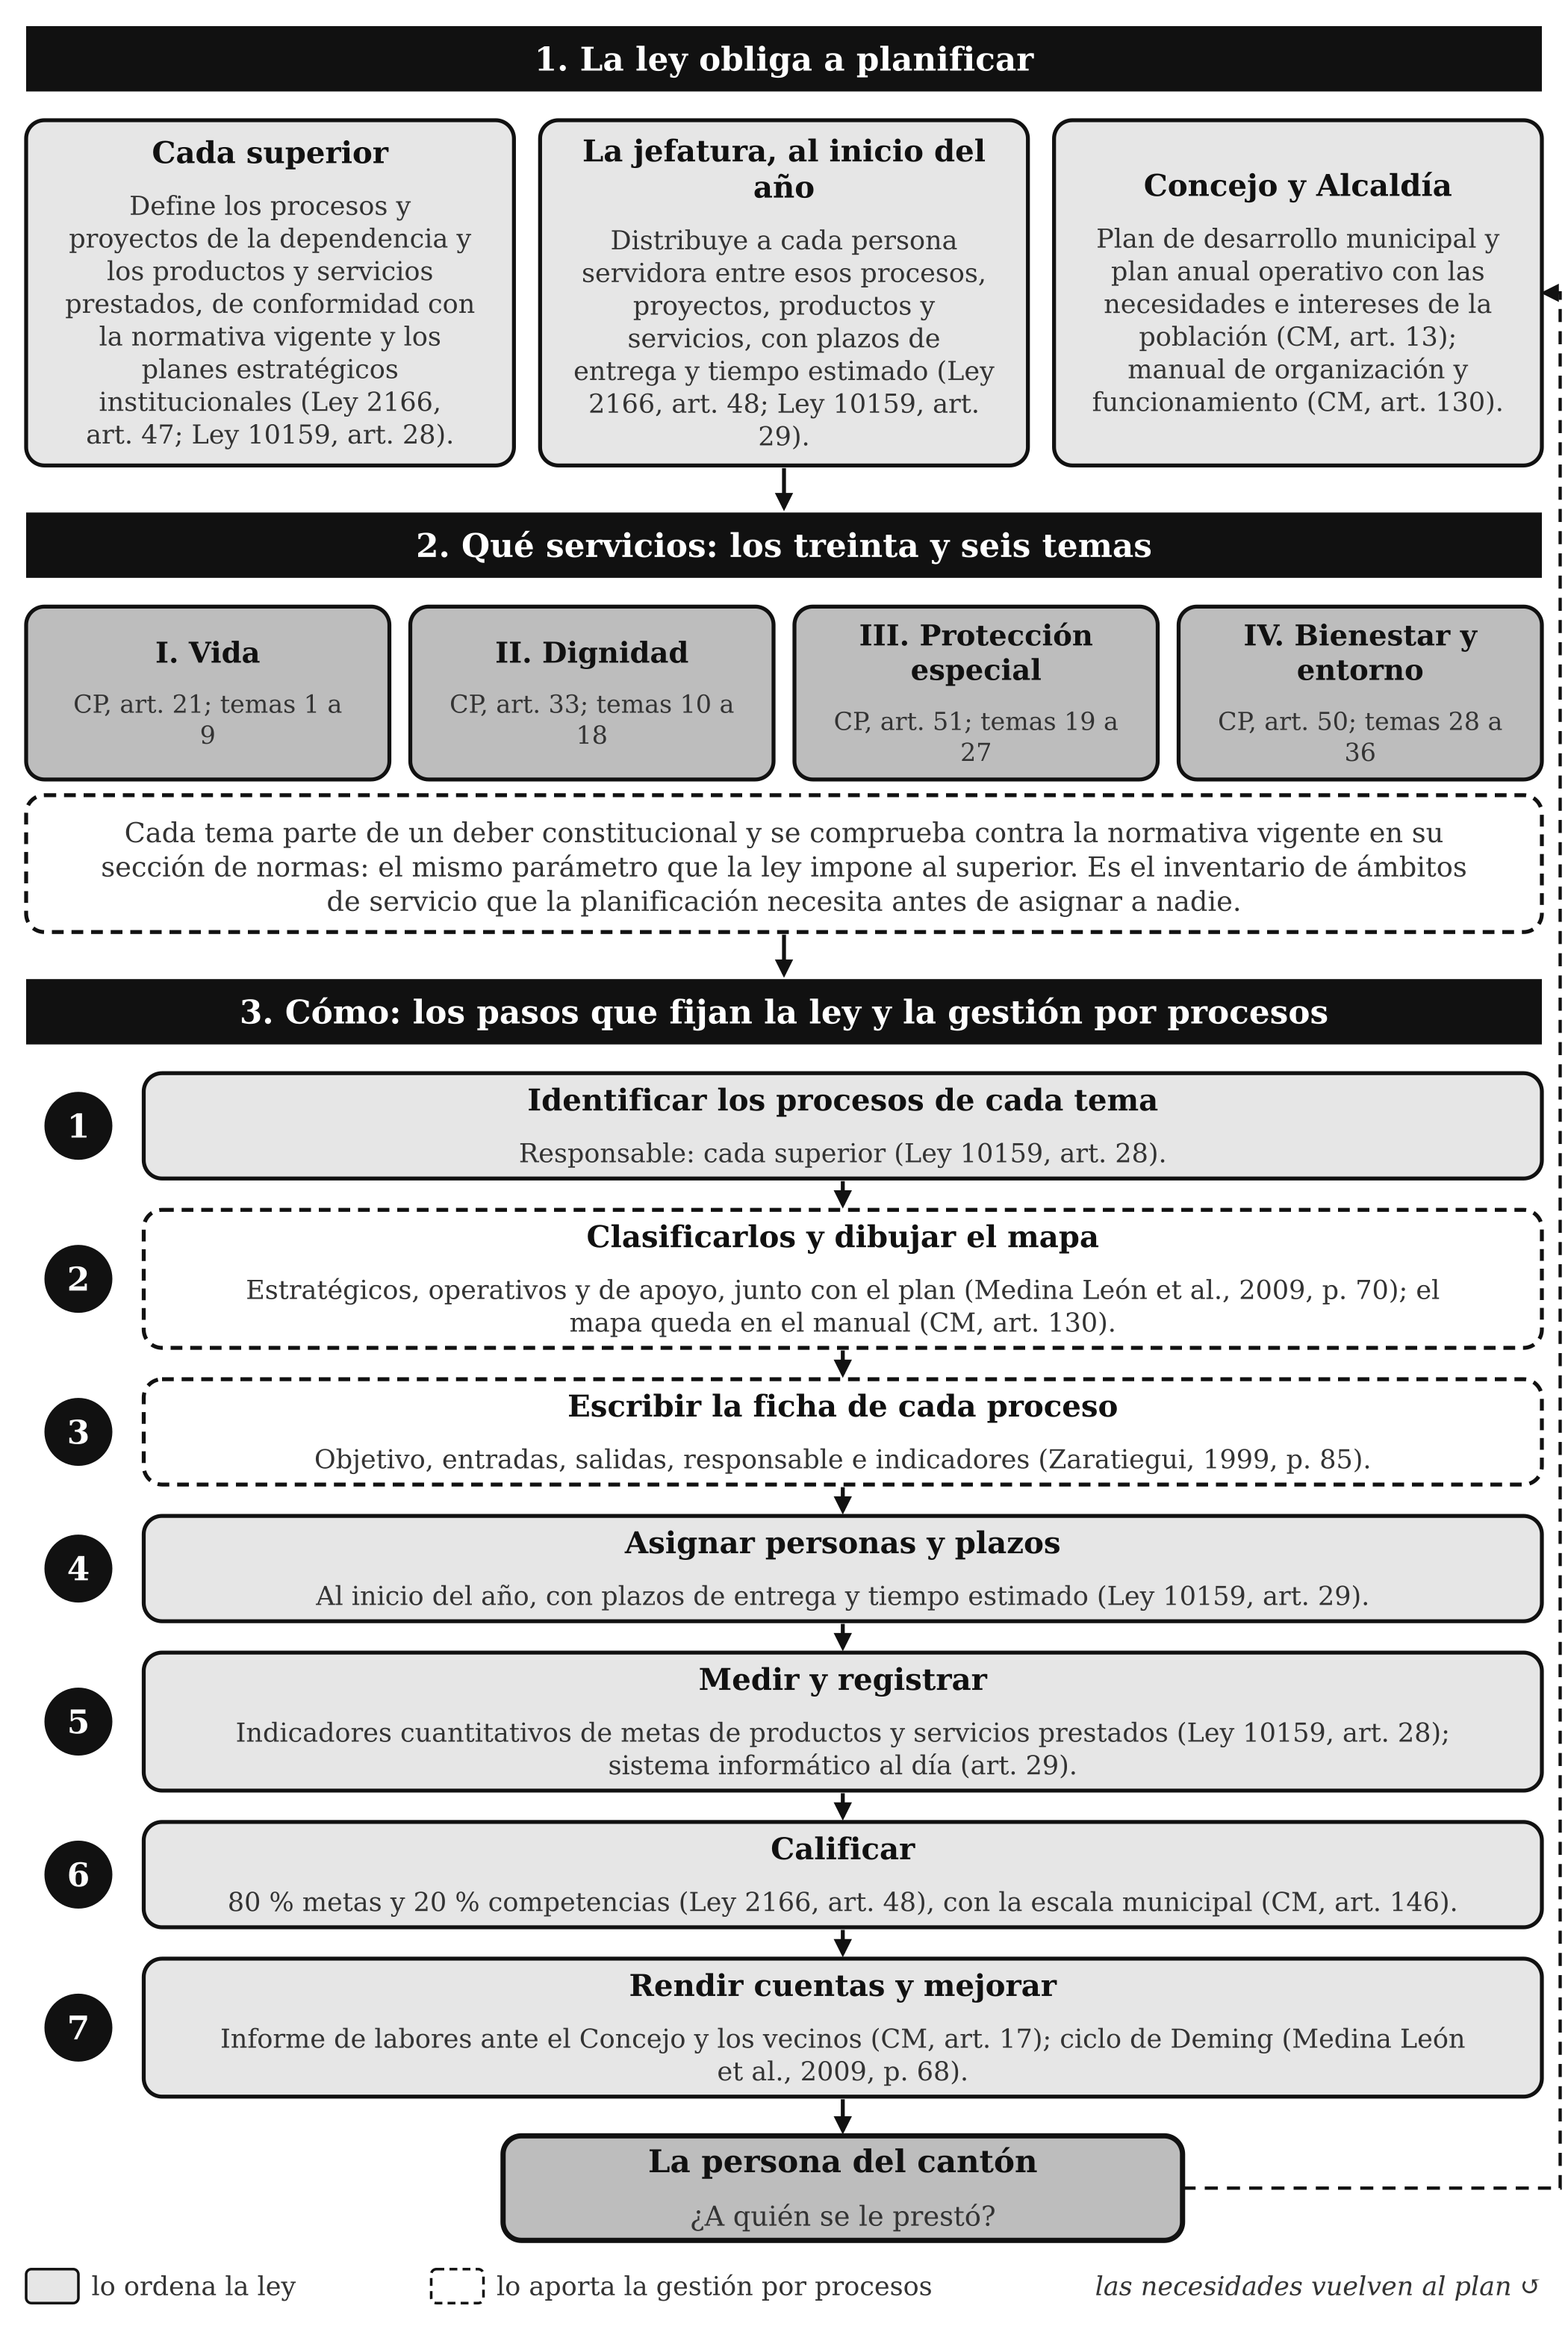 1. La ley obliga a planificar
Cada superior
Define los procesos y
proyectos de la dependencia y
los productos y servicios
prestados, de conformidad con
la normativa vigente y los
planes estratégicos
institucionales (Ley 2166,
art. 47; Ley 10159, art. 28).
La jefatura, al inicio del
año
Distribuye a cada persona
servidora entre esos procesos,
proyectos, productos y
servicios, con plazos de
entrega y tiempo estimado (Ley
2166, art. 48; Ley 10159, art.
29).
Concejo y Alcaldía
Plan de desarrollo municipal y
plan anual operativo con las
necesidades e intereses de la
población (CM, art. 13);
manual de organización y
funcionamiento (CM, art. 130).
2. Qué servicios: los treinta y seis temas
I. Vida
CP, art. 21; temas 1 a
9
II. Dignidad
CP, art. 33; temas 10 a
18
III. Protección
especial
CP, art. 51; temas 19 a
27
IV. Bienestar y
entorno
CP, art. 50; temas 28 a
36
Cada tema parte de un deber constitucional y se comprueba contra la normativa vigente en su
sección de normas: el mismo parámetro que la ley impone al superior. Es el inventario de ámbitos
de servicio que la planificación necesita antes de asignar a nadie.
3. Cómo: los pasos que fijan la ley y la gestión por procesos
1
Identificar los procesos de cada tema
Responsable: cada superior (Ley 10159, art. 28).
2
Clasificarlos y dibujar el mapa
Estratégicos, operativos y de apoyo, junto con el plan (Medina León et al., 2009, p. 70); el
mapa queda en el manual (CM, art. 130).
3
Escribir la ficha de cada proceso
Objetivo, entradas, salidas, responsable e indicadores (Zaratiegui, 1999, p. 85).
4
Asignar personas y plazos
Al inicio del año, con plazos de entrega y tiempo estimado (Ley 10159, art. 29).
5
Medir y registrar
Indicadores cuantitativos de metas de productos y servicios prestados (Ley 10159, art. 28);
sistema informático al día (art. 29).
6
Calificar
80 % metas y 20 % competencias (Ley 2166, art. 48), con la escala municipal (CM, art. 146).
7
Rendir cuentas y mejorar
Informe de labores ante el Concejo y los vecinos (CM, art. 17); ciclo de Deming (Medina León
et al., 2009, p. 68).
La persona del cantón
¿A quién se le prestó?
lo ordena la ley
lo aporta la gestión por procesos
las necesidades vuelven al plan ↺